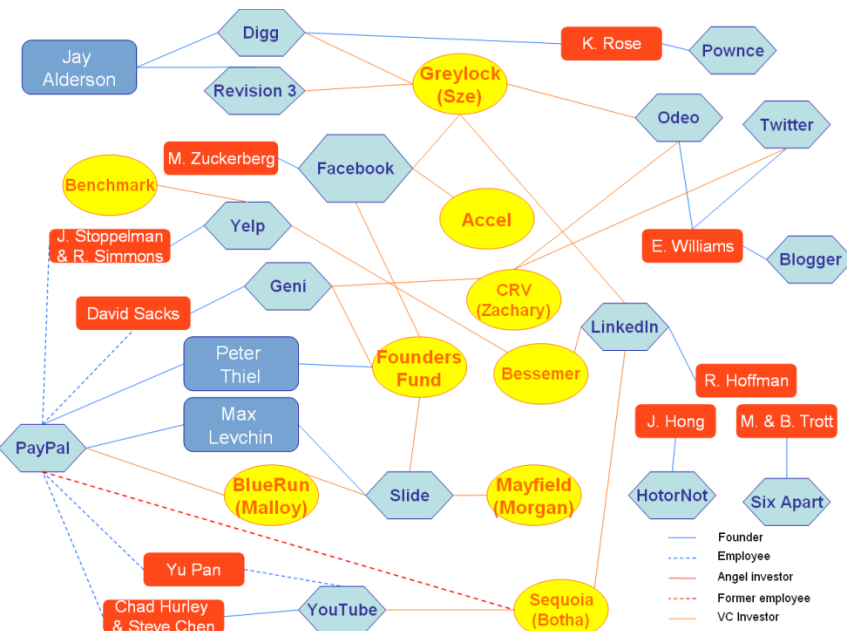 Jay
Alderson
Digg
K. Rose
Pownce
Revision 3
Greylock
(Sze)
Odeo
Twitter
M. Zuckerberg
Facebook
Benchmark
Accel
J. Stoppelman
& R. Simmons
Yelp
E. Williams
Blogger
Geni
CRV
(Zachary)
David Sacks
LinkedIn
Peter
Thiel
Founders
Fund
Bessemer
R. Hoffman
Max
Levchin
J. Hong
M. & B. Trott
PayPal
BlueRun
(Malloy)
Slide
Mayfield
(Morgan)
HotorNot
Six Apart
Yu Pan
Chad Hurley
& Steve Chen
YouTube
Sequoia
(Botha)
Founder
Employee
Angel investor
Former employee
VC Investor